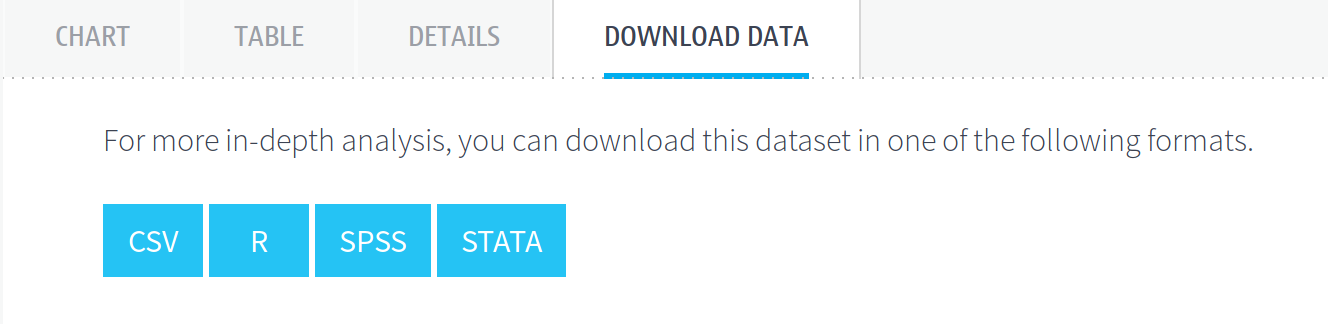 CHART TABLE DETAILS DOWNLOAD DATA
For more in-depth analysis, you can download this dataset in one of the following formats.
CSV R SPSS STATA